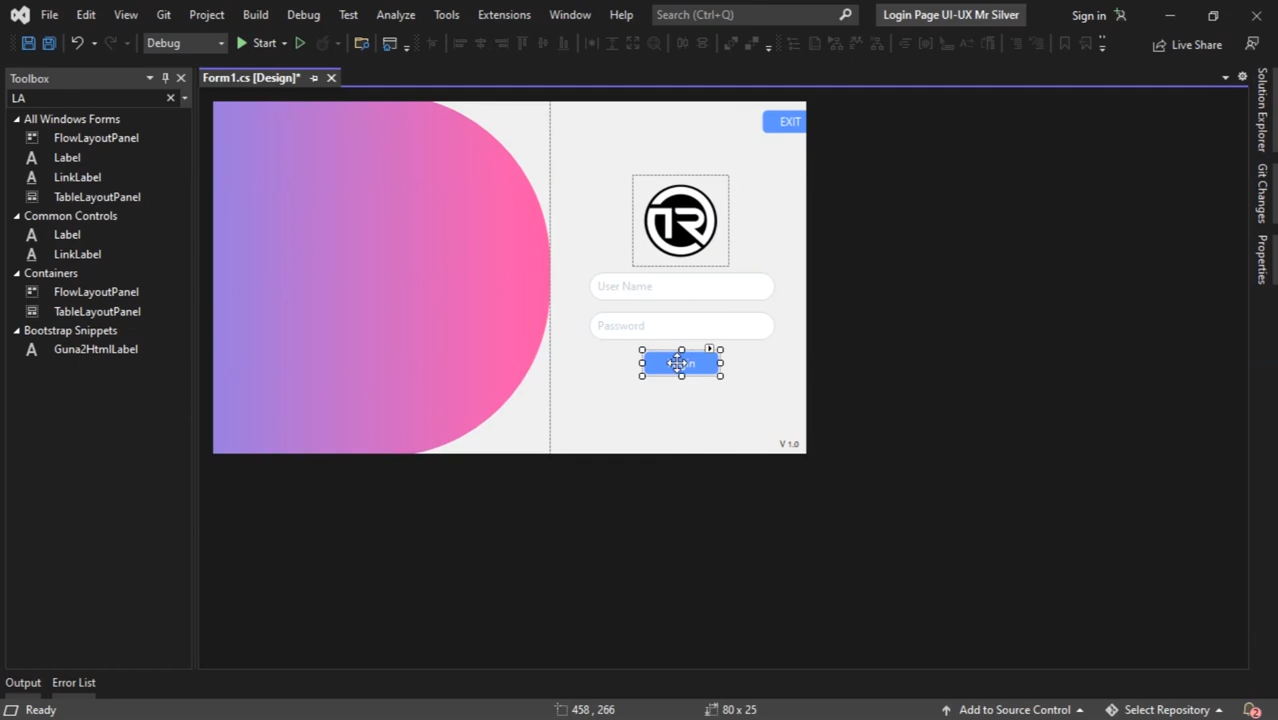 File Edit View Git Project Build Debug Test Analyze Tools Extensions Window Help Search (Ctrl+Q) Login Page UI-UX Mr Silver Sign in
Debug Start Live Share
Toolbox
Form1.cs [Design]*
LA
All Windows Forms
FlowLayoutPanel
Label
LinkLabel
TableLayoutPanel
Common Controls
Label
LinkLabel
Containers
FlowLayoutPanel
TableLayoutPanel
Bootstrap Snippets
Guna2HtmlLabel
EXIT
TR
User Name
Password
V 1.0
Solution Explorer
Git Changes
Properties
Output Error List
Ready 458 , 266 80 x 25 Add to Source Control Select Repository 2